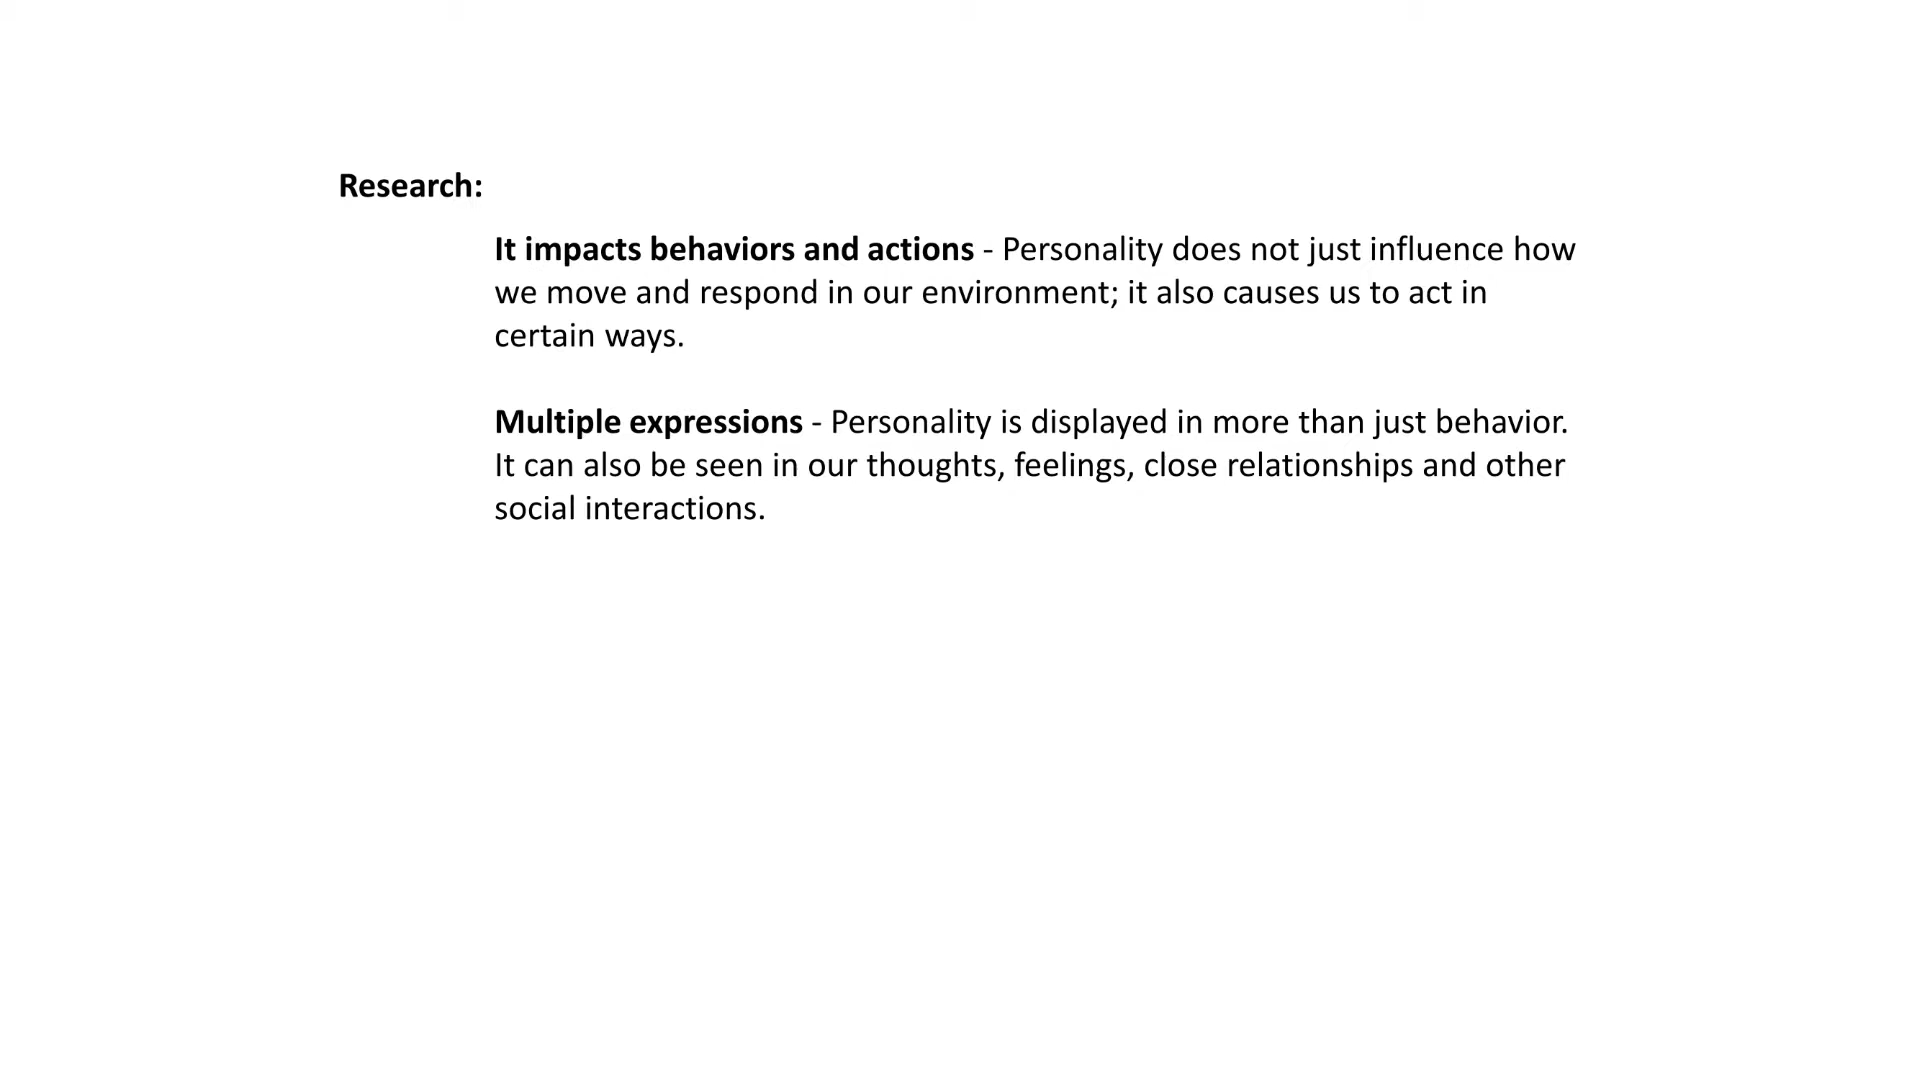 Research:
It impacts behaviors and actions - Personality does not just influence how
we move and respond in our environment; it also causes us to act in
certain ways.
Multiple expressions - Personality is displayed in more than just behavior.
It can also be seen in our thoughts, feelings, close relationships and other
social interactions.